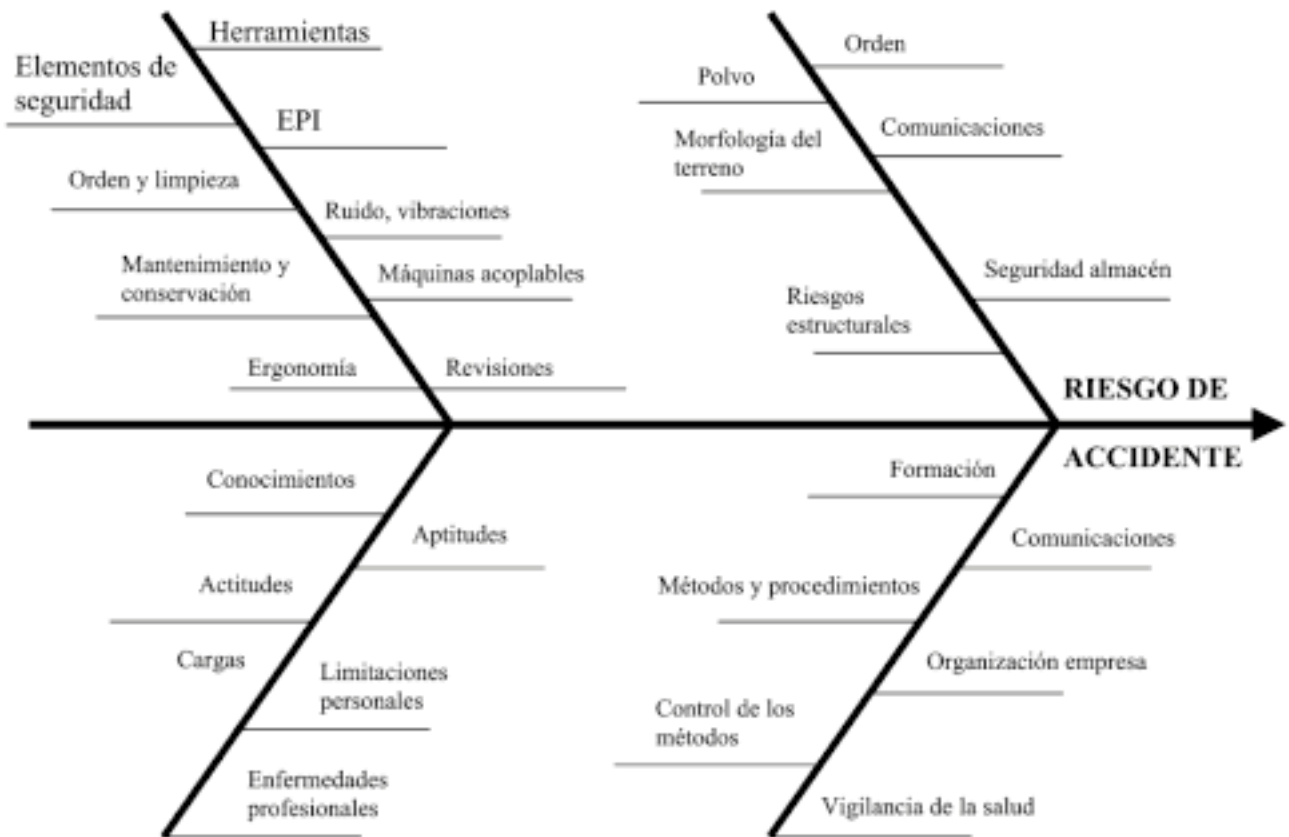 Herramientas
Elementos de
seguridad
EPI
Orden y limpieza
Ruido, vibraciones
Mantenimiento y
conservación
Máquinas acoplables
Ergonomía
Revisiones
Orden
Polvo
Comunicaciones
Morfología del
terreno
Seguridad almacén
Riesgos
estructurales
RIESGO DE
ACCIDENTE
Conocimientos
Aptitudes
Actitudes
Cargas
Limitaciones
personales
Enfermedades
profesionales
Formación
Comunicaciones
Métodos y procedimientos
Organización empresa
Control de los
métodos
Vigilancia de la salud